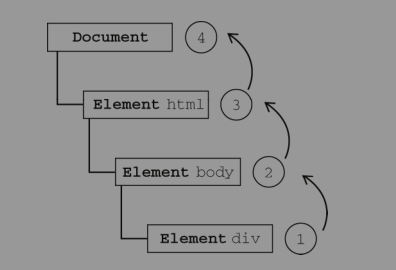 Document 4
Element html 3
Element body 2
Element div 1